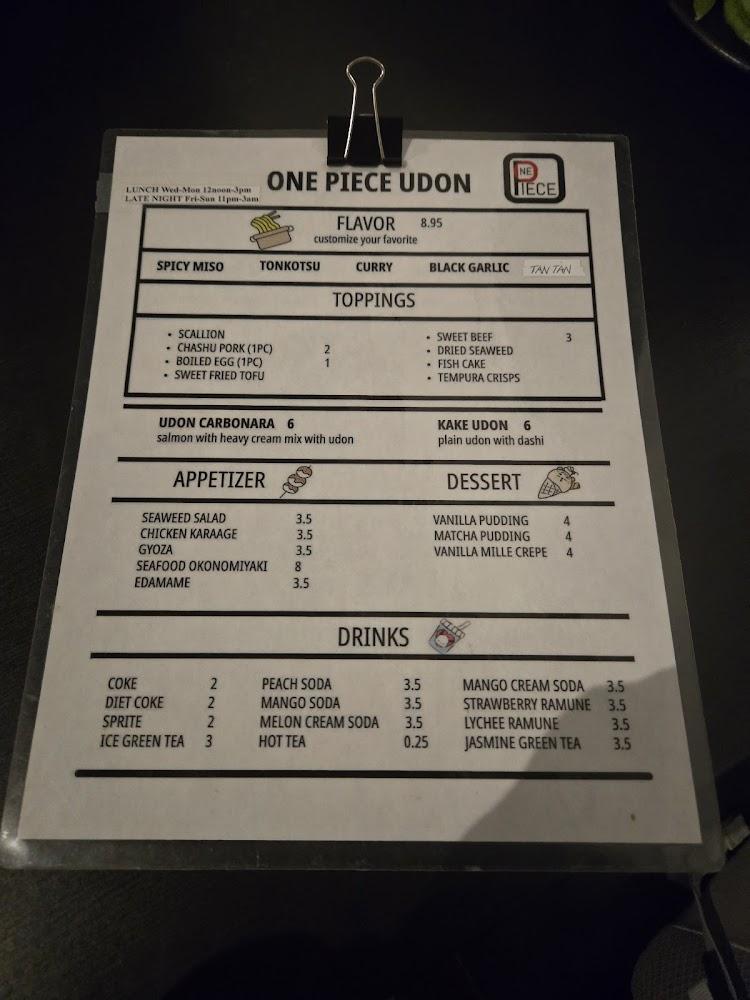 LUNCH Wed-Mon 12noon-3pm
LATE NIGHT Fri-Sun 11pm-3am
ONE PIECE UDON
ONE PIECE
FLAVOR 8.95
customize your favorite
SPICY MISO TONKOTSU CURRY BLACK GARLIC TAN TAN
TOPPINGS
• SCALLION
• CHASHU PORK (1PC) 2
• BOILED EGG (1PC) 1
• SWEET FRIED TOFU
• SWEET BEEF 3
• DRIED SEAWEED
• FISH CAKE
• TEMPURA CRISPS
UDON CARBONARA 6
salmon with heavy cream mix with udon
KAKE UDON 6
plain udon with dashi
APPETIZER
SEAWEED SALAD 3.5
CHICKEN KARAAGE 3.5
GYOZA 3.5
SEAFOOD OKONOMIYAKI 8
EDAMAME 3.5
DESSERT
VANILLA PUDDING 4
MATCHA PUDDING 4
VANILLA MILLE CREPE 4
DRINKS
COKE 2
DIET COKE 2
SPRITE 2
ICE GREEN TEA 3
PEACH SODA 3.5
MANGO SODA 3.5
MELON CREAM SODA 3.5
HOT TEA 0.25
MANGO CREAM SODA 3.5
STRAWBERRY RAMUNE 3.5
LYCHEE RAMUNE 3.5
JASMINE GREEN TEA 3.5